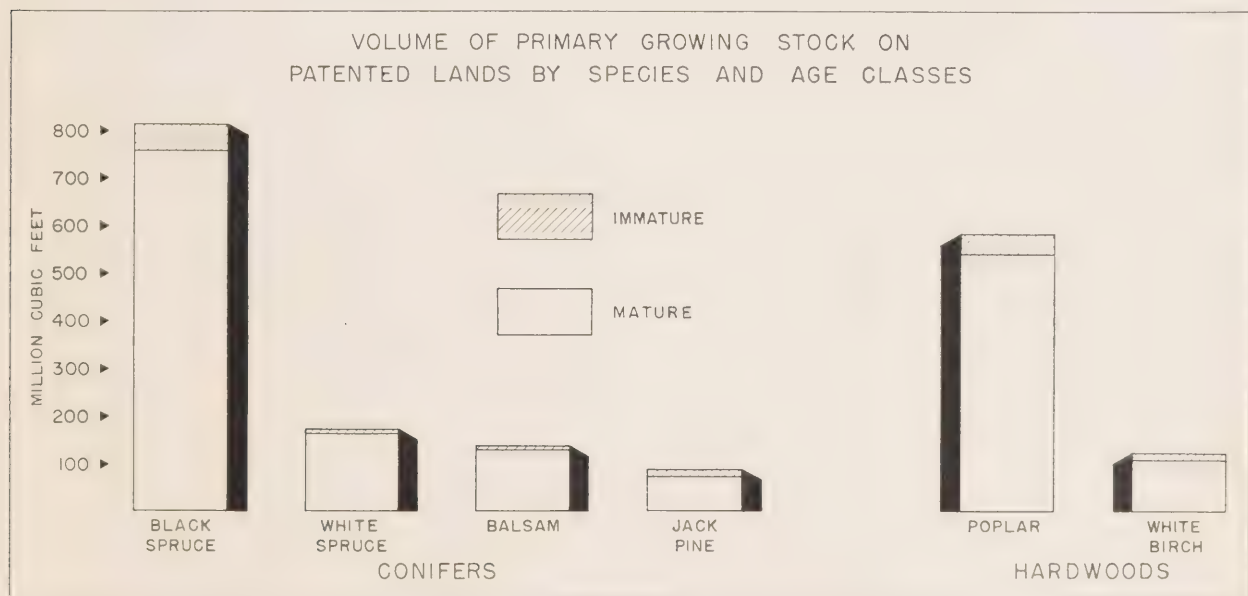 VOLUME OF PRIMARY GROWING STOCK ON
PATENTED LANDS BY SPECIES AND AGE CLASSES
MILLION CUBIC FEET
800
700
600
500
400
300
200
100
IMMATURE
MATURE
BLACK
SPRUCE
WHITE
SPRUCE
BALSAM
JACK
PINE
POPLAR
WHITE
BIRCH
CONIFERS
HARDWOODS